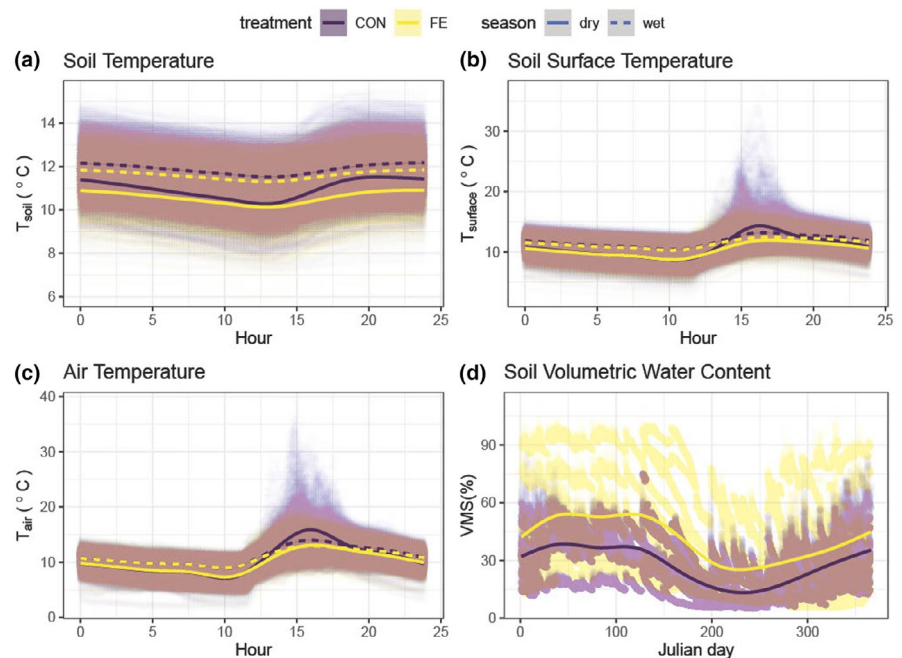 treatment CON FE season dry wet
(a) Soil Temperature
14
12
10
8
6
T soil ( ° C )
0 5 10 15 20 25
Hour
(b) Soil Surface Temperature
30
20
10
T surface ( ° C )
0 5 10 15 20 25
Hour
(c) Air Temperature
40
30
20
10
0
T air ( ° C )
0 5 10 15 20 25
Hour
(d) Soil Volumetric Water Content
90
60
30
0
VMS(%)
0 100 200 300
Julian day